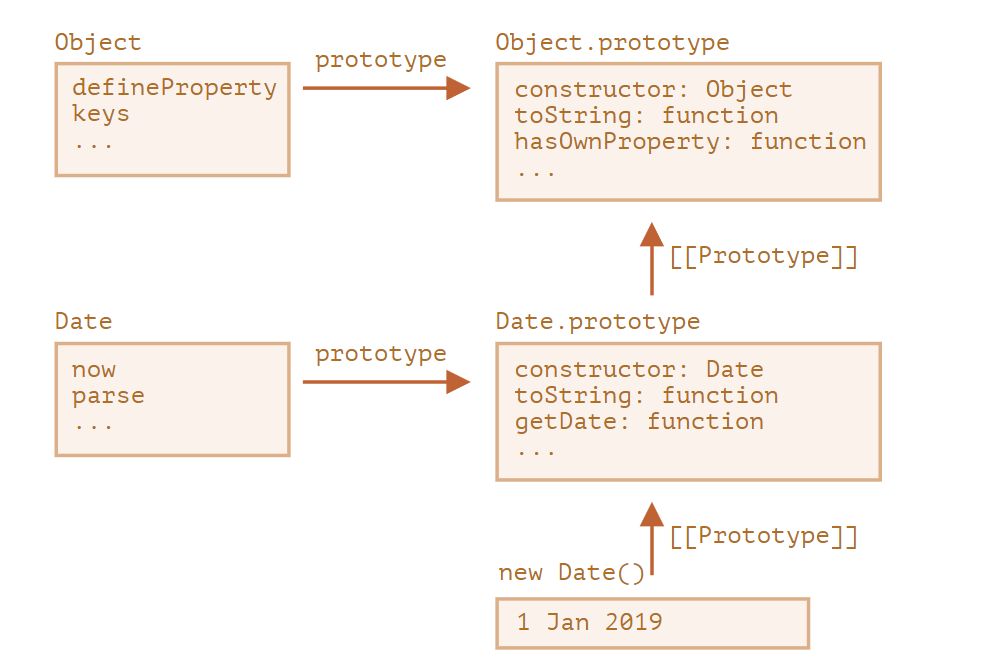 Object
prototype
Object.prototype
defineProperty
keys
...
constructor: Object
toString: function
hasOwnProperty: function
...
[[Prototype]]
Date
prototype
Date.prototype
now
parse
...
constructor: Date
toString: function
getDate: function
...
[[Prototype]]
new Date()
1 Jan 2019